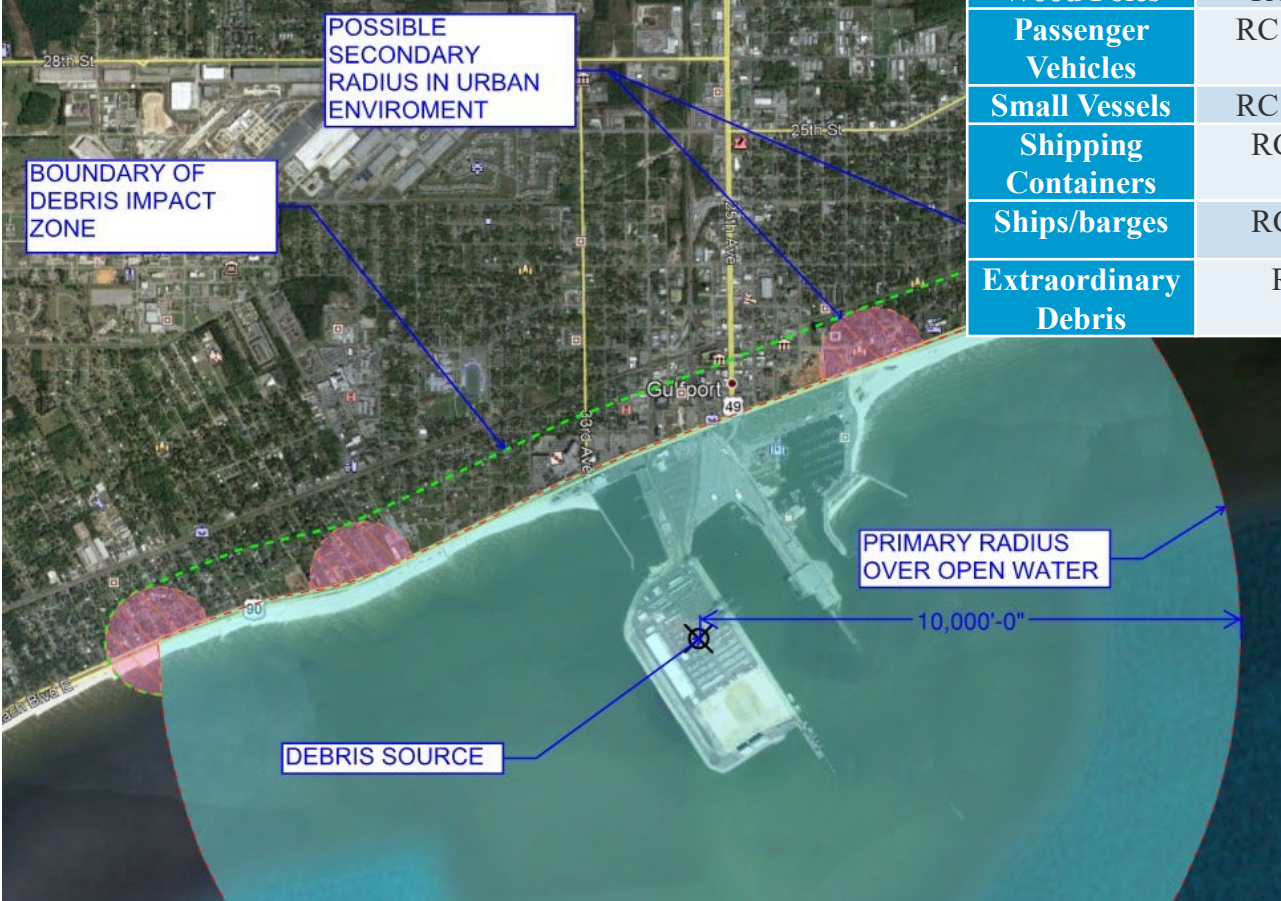 POSSIBLE
SECONDARY
RADIUS IN URBAN
ENVIROMENT
28th St
BOUNDARY OF
DEBRIS IMPACT
ZONE
25th St
25th Ave
Passenger
Vehicles
RC
Small Vessels
RC
Shipping
Containers
Ships/barges
Extraordinary
Debris
Gulfport
49
33rd Ave
90
PRIMARY RADIUS
OVER OPEN WATER
10,000'-0"
DEBRIS SOURCE
Blvd E